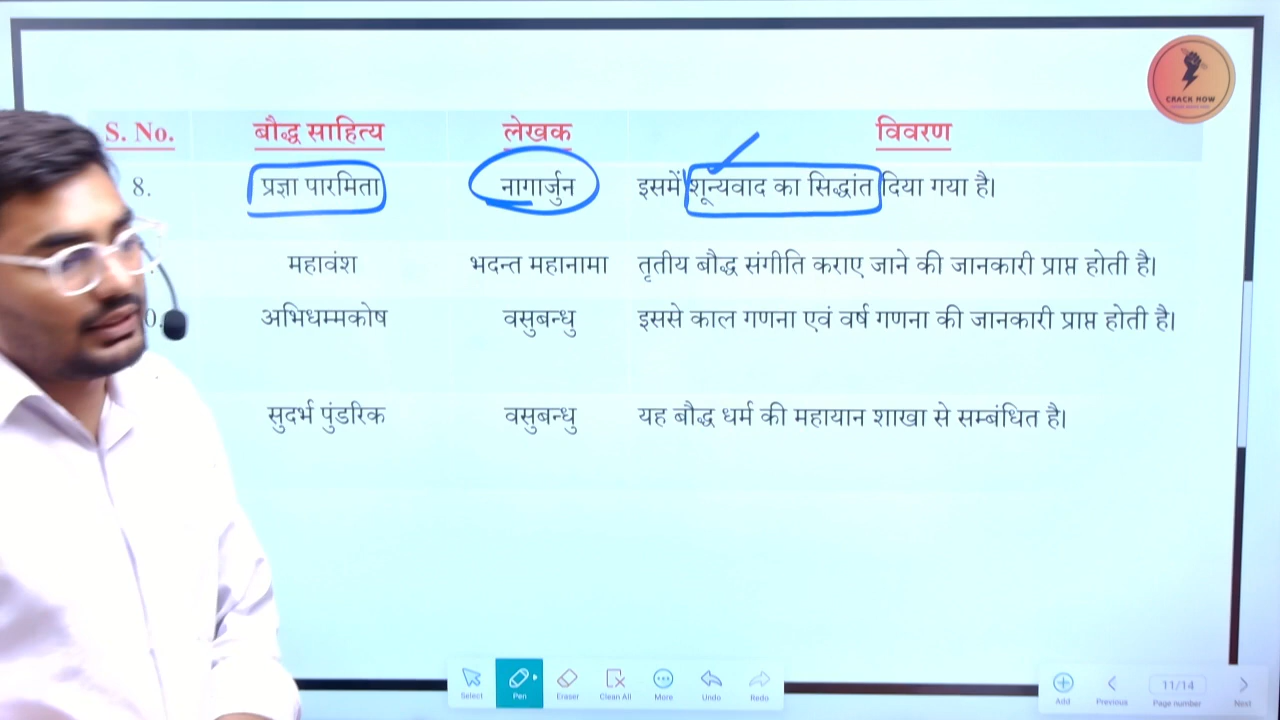 CRACK NOW
S. No. बौद्ध साहित्य लेखक विवरण
8. प्रज्ञा पारमिता नागार्जुन इसमें शून्यवाद का सिद्धांत दिया गया है।
महावंश भदन्त महानामा तृतीय बौद्ध संगीति कराए जाने की जानकारी प्राप्त होती है।
0. अभिधम्मकोष वसुबन्धु इससे काल गणना एवं वर्ष गणना की जानकारी प्राप्त होती है।
सुदर्भ पुंडरिक वसुबन्धु यह बौद्ध धर्म की महायान शाखा से सम्बंधित है।
Select Pen Eraser Clean All More Undo Redo
Add Previous 11/14 Page number Next